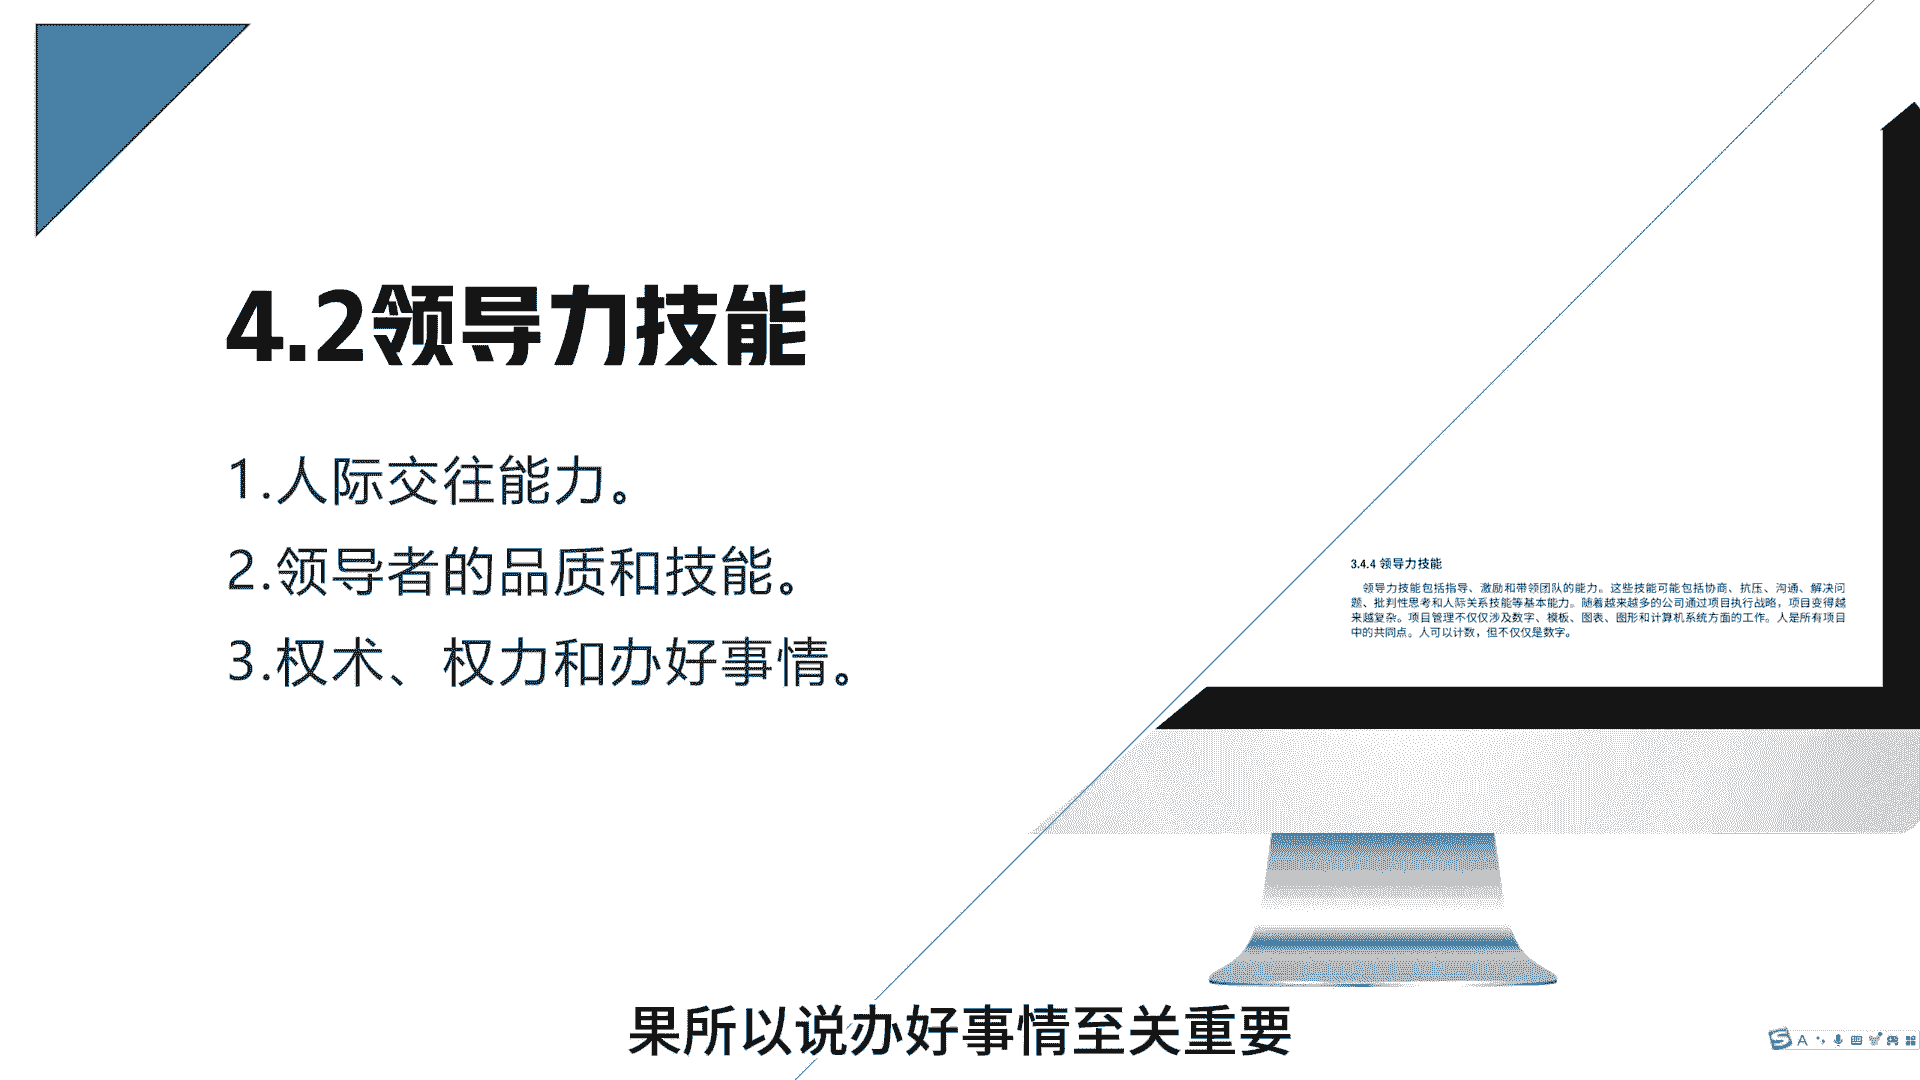 4.2领导力技能
1.人际交往能力。
2.领导者的品质和技能。
3.权术、权力和办好事情。
3.4.4 领导力技能
领导力技能包括指导、激励和带领团队的能力。这些技能可能包括协商、抗压、沟通、解决问
题、批判性思考和人际关系技能等基本能力。随着越来越多的公司通过项目执行战略，项目变得越
来越复杂。项目管理不仅仅涉及数字、模板、图表、图形和计算机系统方面的工作。人是所有项目
中的共同点。人可以计数，但不仅仅是数字。
果所以说办好事情至关重要
A